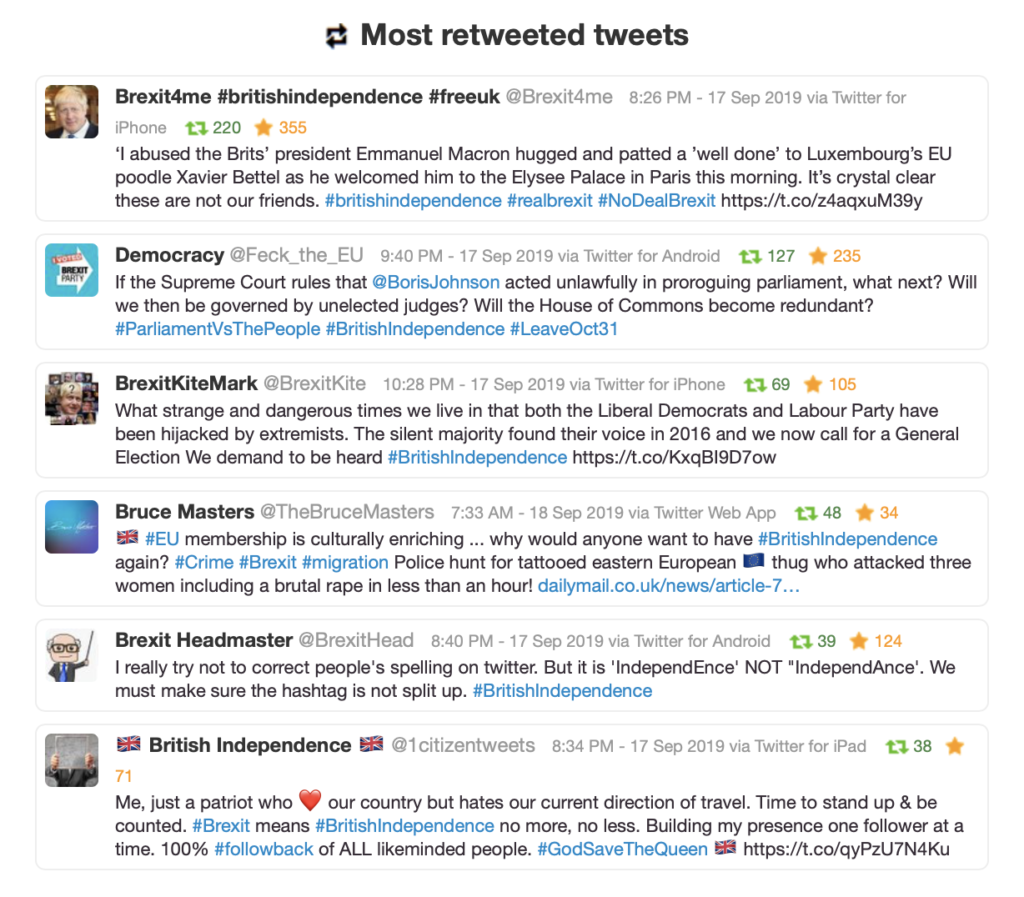 Most retweeted tweets
Brexit4me #britishindependence #freeuk @Brexit4me 8:26 PM - 17 Sep 2019 via Twitter for
iPhone 220 355
‘I abused the Brits’ president Emmanuel Macron hugged and patted a ’well done’ to Luxembourg’s EU
poodle Xavier Bettel as he welcomed him to the Elysee Palace in Paris this morning. It’s crystal clear
these are not our friends. #britishindependence #realbrexit #NoDealBrexit https://t.co/z4aqxuM39y
BREXIT
PARTY
Democracy @Feck_the_EU 9:40 PM - 17 Sep 2019 via Twitter for Android 127 235
If the Supreme Court rules that @BorisJohnson acted unlawfully in proroguing parliament, what next? Will
we then be governed by unelected judges? Will the House of Commons become redundant?
#ParliamentVsThePeople #BritishIndependence #LeaveOct31
BrexitKiteMark @BrexitKite 10:28 PM - 17 Sep 2019 via Twitter for iPhone 69 105
What strange and dangerous times we live in that both the Liberal Democrats and Labour Party have
been hijacked by extremists. The silent majority found their voice in 2016 and we now call for a General
Election We demand to be heard #BritishIndependence https://t.co/KxqBI9D7ow
Bruce Masters @TheBruceMasters 7:33 AM - 18 Sep 2019 via Twitter Web App 48 34
🇬🇧 #EU membership is culturally enriching ... why would anyone want to have #BritishIndependence
again? #Crime #Brexit #migration Police hunt for tattooed eastern European 🇪🇺 thug who attacked three
women including a brutal rape in less than an hour! dailymail.co.uk/news/article-7…
Brexit Headmaster @BrexitHead 8:40 PM - 17 Sep 2019 via Twitter for Android 39 124
I really try not to correct people's spelling on twitter. But it is 'IndependEnce' NOT "IndependAnce'. We
must make sure the hashtag is not split up. #BritishIndependence
🇬🇧 British Independence 🇬🇧 @1citizentweets 8:34 PM - 17 Sep 2019 via Twitter for iPad 38
71
Me, just a patriot who ❤️ our country but hates our current direction of travel. Time to stand up & be
counted. #Brexit means #BritishIndependence no more, no less. Building my presence one follower at a
time. 100% #followback of ALL likeminded people. #GodSaveTheQueen 🇬🇧 https://t.co/qyPzU7N4Ku